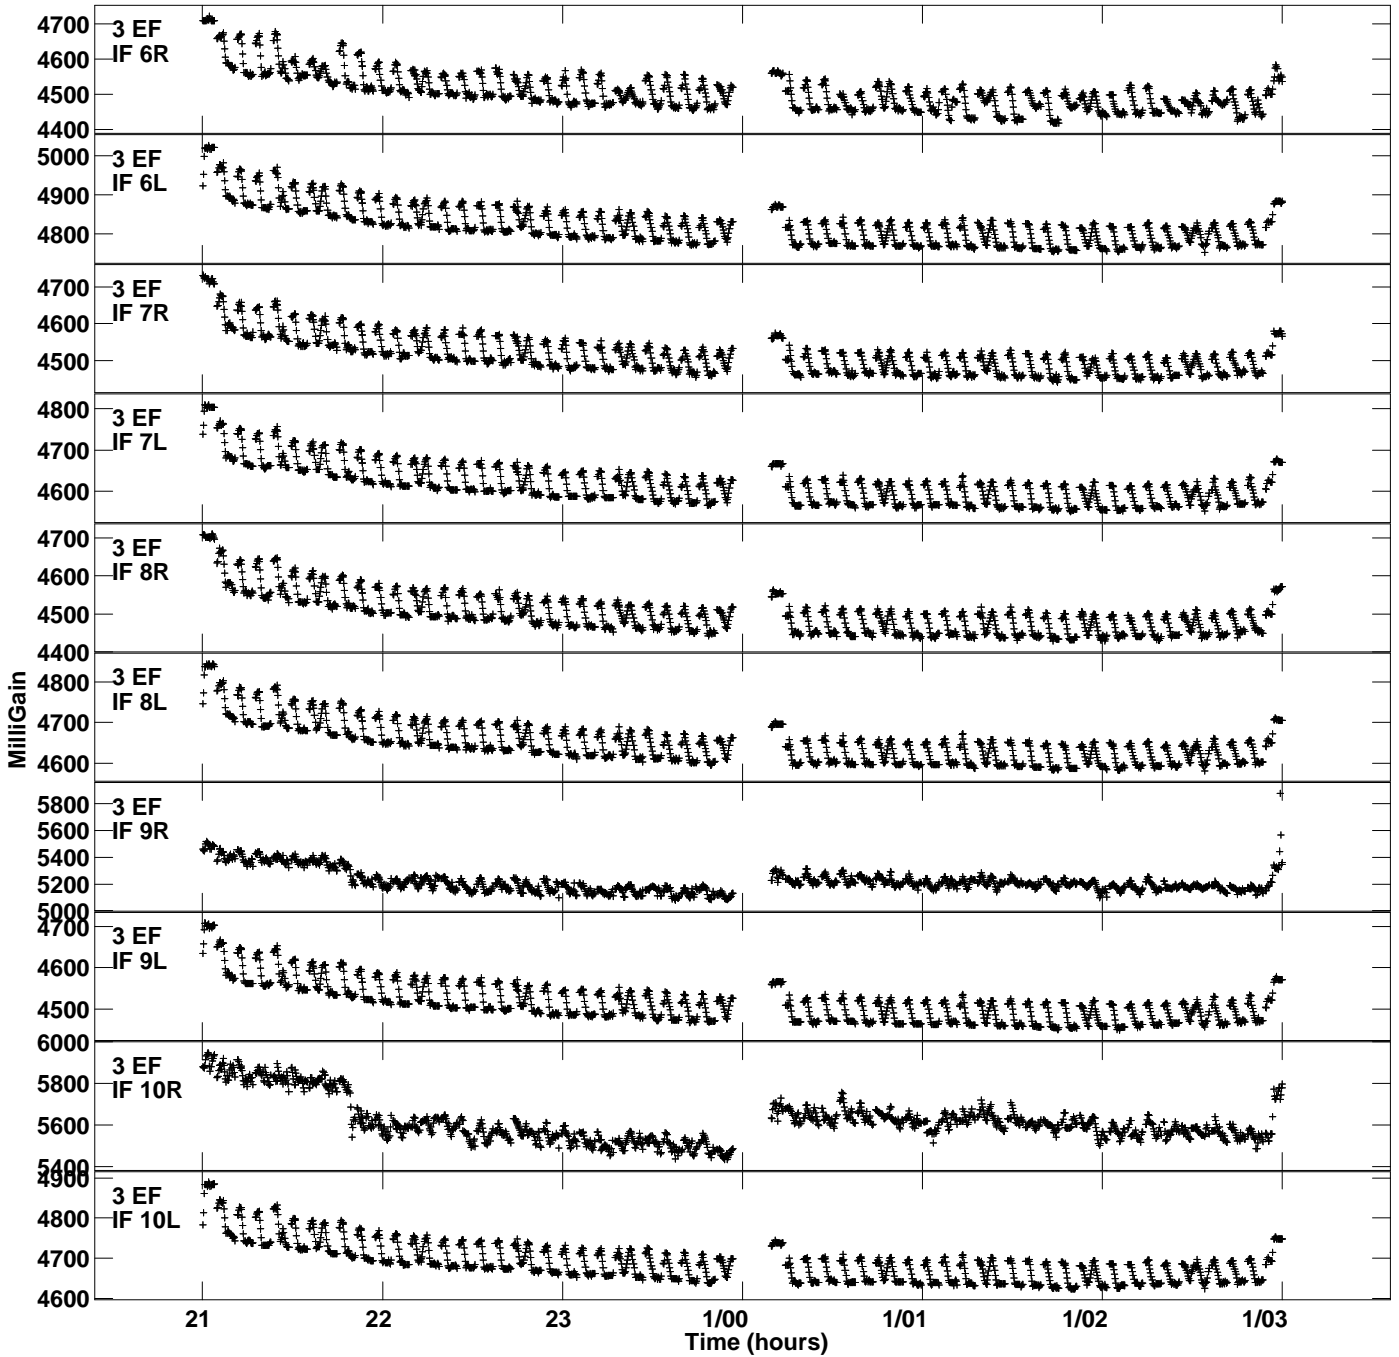 4700
4600
4500
4400
3 EF
IF 6R
5000
4900
4800
3 EF
IF 6L
4700
4600
4500
3 EF
IF 7R
4800
4700
4600
3 EF
IF 7L
4700
4600
4500
4400
3 EF
IF 8R
4800
4700
4600
3 EF
IF 8L
5800
5600
5400
5200
5000
3 EF
IF 9R
4700
4600
4500
3 EF
IF 9L
6000
5800
5600
5400
3 EF
IF 10R
4900
4800
4700
4600
3 EF
IF 10L
MilliGain
21 22 23 1/00 1/01 1/02 1/03
Time (hours)